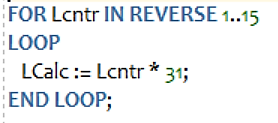 FOR Lcntr IN REVERSE 1..15
LOOP
LCalc := Lcntr * 31;
END LOOP;